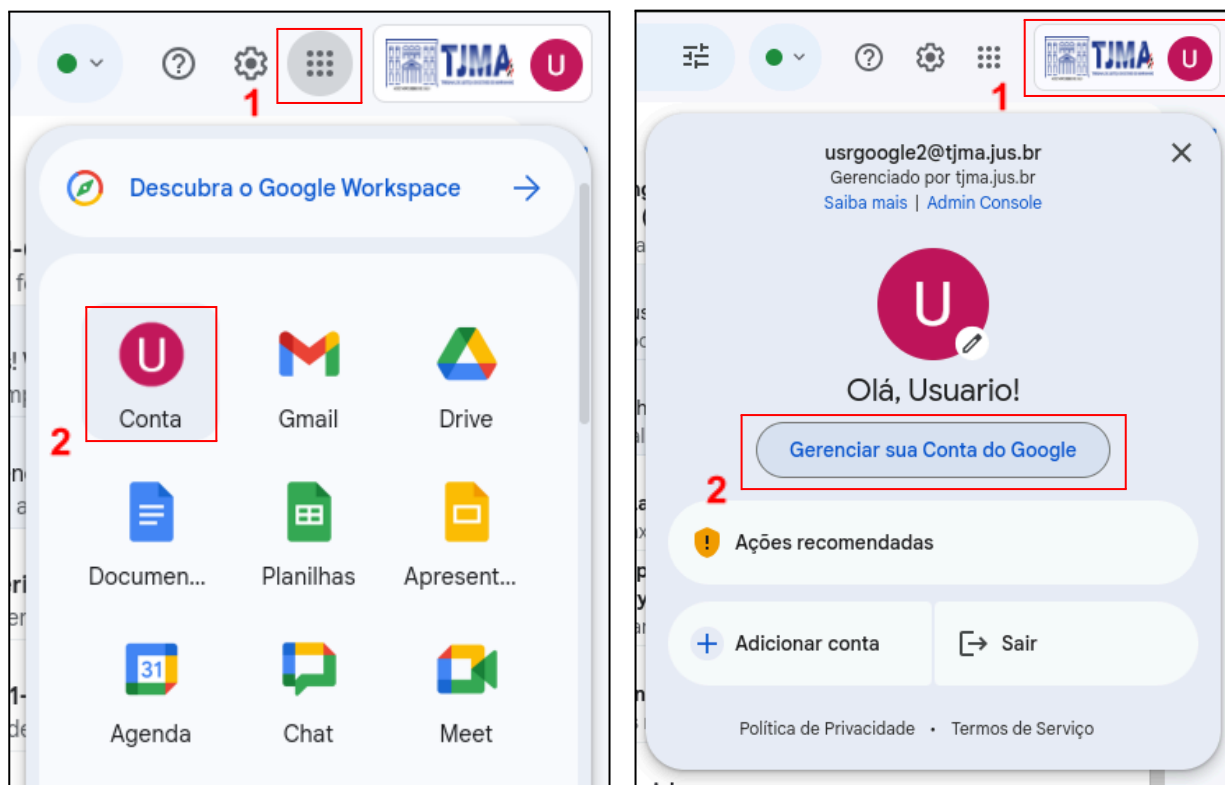 1
TJMA
U
Descubra o Google Workspace
2
U
Conta
Gmail
Drive
Documen...
Planilhas
Apresent...
31
Agenda
Chat
Meet
1
TJMA
U
usrgoogle2@tjma.jus.br
Gerenciado por tjma.jus.br
Saiba mais | Admin Console
U
Olá, Usuario!
2
Gerenciar sua Conta do Google
Ações recomendadas
Adicionar conta
Sair
Política de Privacidade • Termos de Serviço